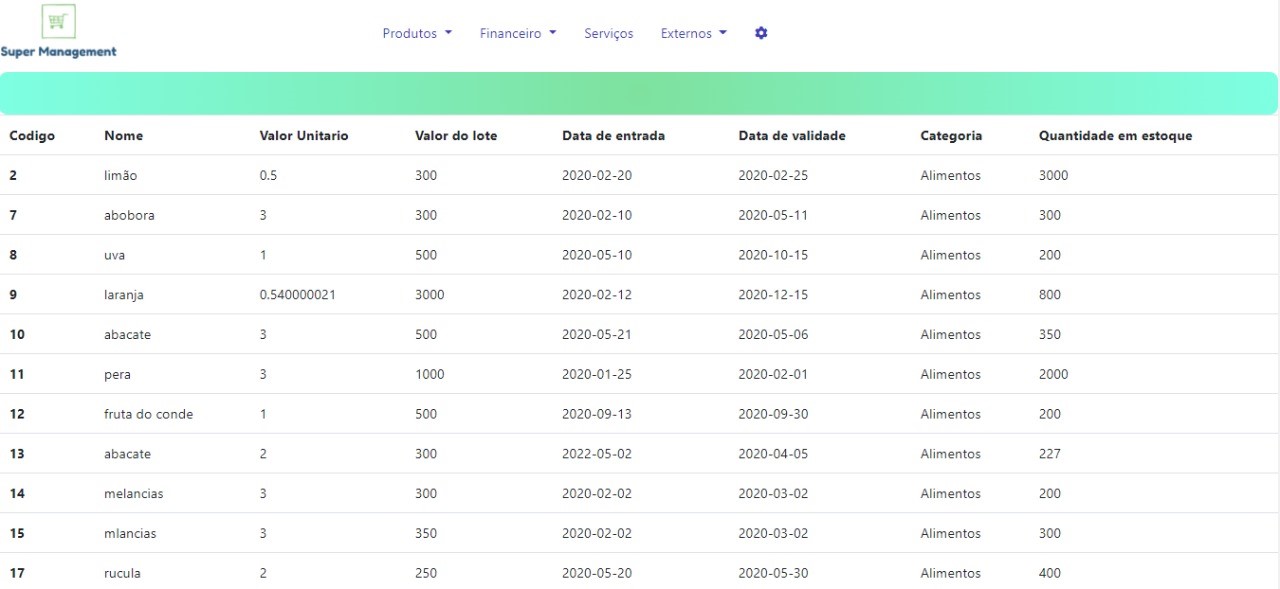 Super Management
Produtos Financeiro Serviços Externos
Codigo Nome Valor Unitario Valor do lote Data de entrada Data de validade Categoria Quantidade em estoque
2 limão 0.5 300 2020-02-20 2020-02-25 Alimentos 3000
7 abobora 3 300 2020-02-10 2020-05-11 Alimentos 300
8 uva 1 500 2020-05-10 2020-10-15 Alimentos 200
9 laranja 0.540000021 3000 2020-02-12 2020-12-15 Alimentos 800
10 abacate 3 500 2020-05-21 2020-05-06 Alimentos 350
11 pera 3 1000 2020-01-25 2020-02-01 Alimentos 2000
12 fruta do conde 1 500 2020-09-13 2020-09-30 Alimentos 200
13 abacate 2 300 2022-05-02 2020-04-05 Alimentos 227
14 melancias 3 300 2020-02-02 2020-03-02 Alimentos 200
15 mlancias 3 350 2020-02-02 2020-03-02 Alimentos 300
17 rucula 2 250 2020-05-20 2020-05-30 Alimentos 400